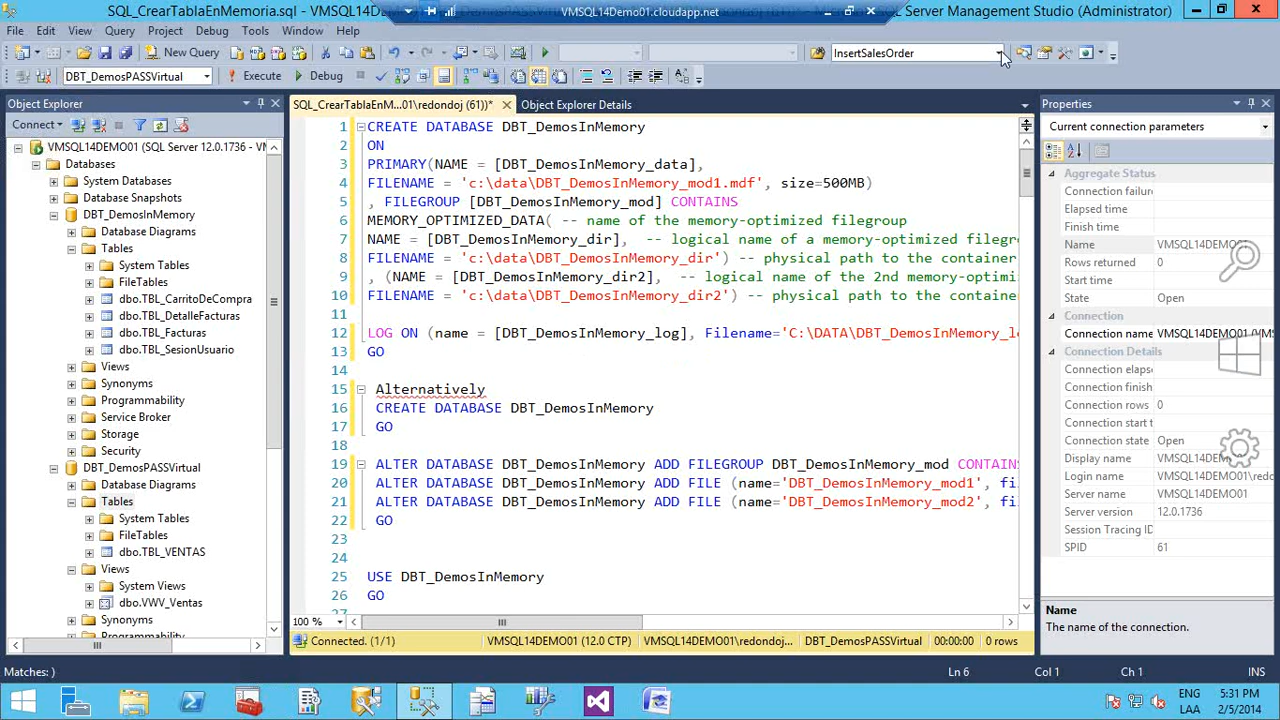 SQL_CrearTablaEnMemoria.sql - VMSQL14De
VMSQL14Demo01.cloudapp.net
SQL Server Management Studio (Administrator)
File Edit View Query Project Debug Tools Window Help
New Query
InsertSalesOrder
DBT_DemosPASSVirtual
Execute
Debug
Object Explorer
SQL_CrearTablaEnM...01\redondoj (61))*
Object Explorer Details
Properties
Connect
Current connection parameters
VMSQL14DEMO01 (SQL Server 12.0.1736 - VM
Databases
System Databases
Database Snapshots
DBT_DemosInMemory
Database Diagrams
Tables
System Tables
FileTables
dbo.TBL_CarritoDeCompra
dbo.TBL_DetalleFacturas
dbo.TBL_Facturas
dbo.TBL_SesionUsuario
Views
Synonyms
Programmability
Service Broker
Storage
Security
DBT_DemosPASSVirtual
Database Diagrams
Tables
System Tables
FileTables
dbo.TBL_VENTAS
Views
System Views
dbo.VWV_Ventas
Synonyms
Programmability
1 CREATE DATABASE DBT_DemosInMemory
2 ON
3 PRIMARY(NAME = [DBT_DemosInMemory_data],
4 FILENAME = 'c:\data\DBT_DemosInMemory_mod1.mdf', size=500MB)
5 , FILEGROUP [DBT_DemosInMemory_mod] CONTAINS
6 MEMORY_OPTIMIZED_DATA( -- name of the memory-optimized filegroup
7 NAME = [DBT_DemosInMemory_dir], -- logical name of a memory-optimized filegr
8 FILENAME = 'c:\data\DBT_DemosInMemory_dir') -- physical path to the container
9 , (NAME = [DBT_DemosInMemory_dir2], -- logical name of the 2nd memory-optimi
10 FILENAME = 'c:\data\DBT_DemosInMemory_dir2') -- physical path to the container
11
12 LOG ON (name = [DBT_DemosInMemory_log], Filename='C:\DATA\DBT_DemosInMemory_lo
13 GO
14
15 Alternatively
16 CREATE DATABASE DBT_DemosInMemory
17 GO
18
19 ALTER DATABASE DBT_DemosInMemory ADD FILEGROUP DBT_DemosInMemory_mod CONTAINS
20 ALTER DATABASE DBT_DemosInMemory ADD FILE (name='DBT_DemosInMemory_mod1', fi
21 ALTER DATABASE DBT_DemosInMemory ADD FILE (name='DBT_DemosInMemory_mod2', fi
22 GO
23
24
25 USE DBT_DemosInMemory
26 GO
27
Aggregate Status
Connection failure
Elapsed time
Finish time
Name VMSQL14DEMO01
Rows returned 0
Start time
State Open
Connection
Connection name VMSQL14DEMO01 (VMS
Connection Details
Connection elapse
Connection finish
Connection rows 0
Connection start t
Connection state Open
Display name
Login name VMSQL14DEMO01\redo
Server name VMSQL14DEMO01
Server version 12.0.1736
Session Tracing ID
SPID 61
Name
The name of the connection.
100 %
Connected. (1/1)
VMSQL14DEMO01 (12.0 CTP)
VMSQL14DEMO01\redondoj...
DBT_DemosPASSVirtual
00:00:00
0 rows
Matches: )
Ln 6
Col 1
Ch 1
INS
ENG
LAA
5:31 PM
2/5/2014